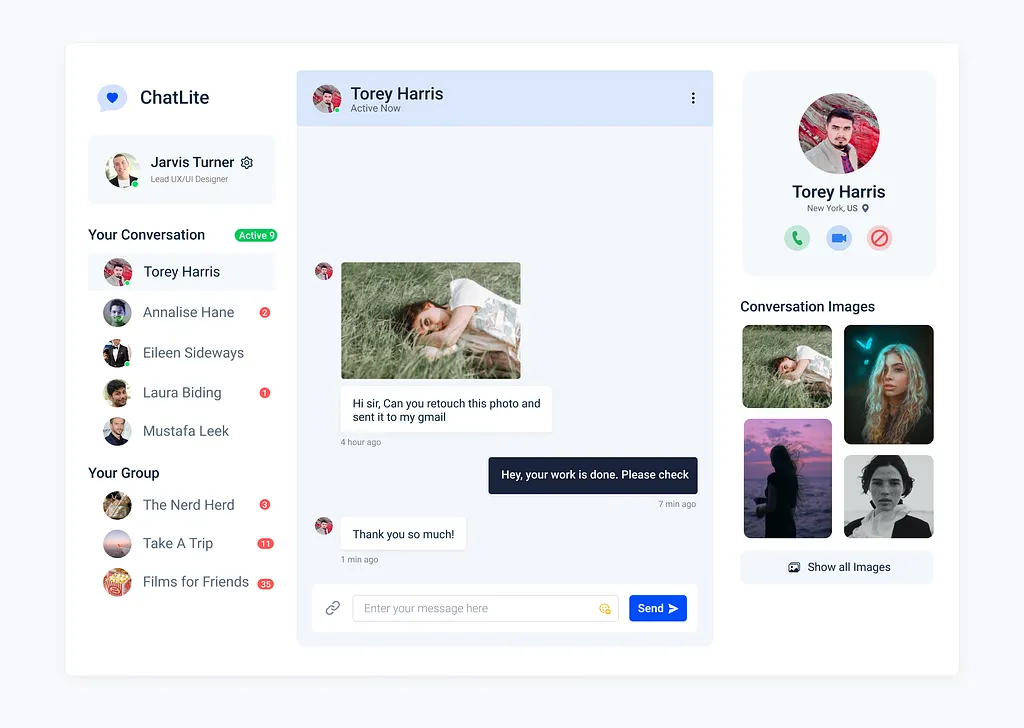 ChatLite
Jarvis Turner
Lead UX/UI Designer
Your Conversation
Active 9
Torey Harris
Annalise Hane
2
Eileen Sideways
Laura Biding
1
Mustafa Leek
Your Group
The Nerd Herd
3
Take A Trip
11
Films for Friends
35
Torey Harris
Active Now
Hi sir, Can you retouch this photo and
sent it to my gmail
4 hour ago
Hey, your work is done. Please check
7 min ago
Thank you so much!
1 min ago
Enter your message here
Send
Torey Harris
New York, US
Conversation Images
Show all Images